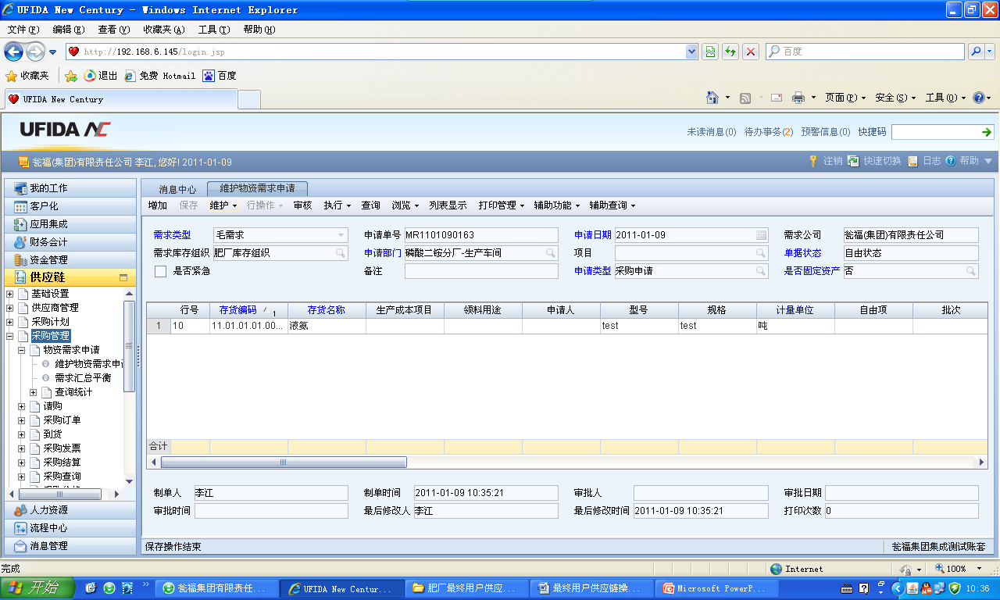 UFIDA New Century - Windows Internet Explorer
文件(F) 编辑(E) 查看(V) 收藏夹(A) 工具(T) 帮助(H)
http://192.168.6.145/login.jsp
百度
收藏夹 退出 免费 Hotmail 百度
UFIDA New Century
页面(P) 安全(S) 工具(O)
UFIDA NC
未读消息(0) 待办事务(2) 预警信息(0) 快捷码
瓮福(集团)有限责任公司 李江, 您好! 2011-01-09
注销 快速切换 日志 帮助
我的工作
客户化
应用集成
财务会计
资金管理
供应链
基础设置
供应商管理
采购计划
采购管理
物资需求申请
维护物资需求申
需求汇总平衡
查询统计
请购
采购订单
到货
采购发票
采购结算
采购查询
人力资源
流程中心
消息管理
消息中心 维护物资需求申请
增加 保存 维护 行操作 审核 执行 查询 浏览 列表显示 打印管理 辅助功能 辅助查询
需求类型 毛需求 申请单号 MR1101090163 申请日期 2011-01-09 需求公司 瓮福(集团)有限责任公司
需求库存组织 肥厂库存组织 申请部门 磷酸二铵分厂-生产车间 项目 单据状态 自由状态
是否紧急 备注 申请类型 采购申请 是否固定资产 否
行号 存货编码 1 存货名称 生产成本项目 领料用途 申请人 型号 规格 计量单位 自由项 批次
1 10 11.01.01.01.00... 液氨 test test 吨
合计
制单人 李江 制单时间 2011-01-09 10:35:21 审批人 审批日期
审批时间 最后修改人 李江 最后修改时间 2011-01-09 10:35:21 打印次数 0
保存操作结束 瓮福集团集成测试账套
完成 Internet 100%
开始 瓮福集团有限责任... UFIDA New Centur... 肥厂最终用户供应... 最终用户供应链操... Microsoft PowerP... 10:36